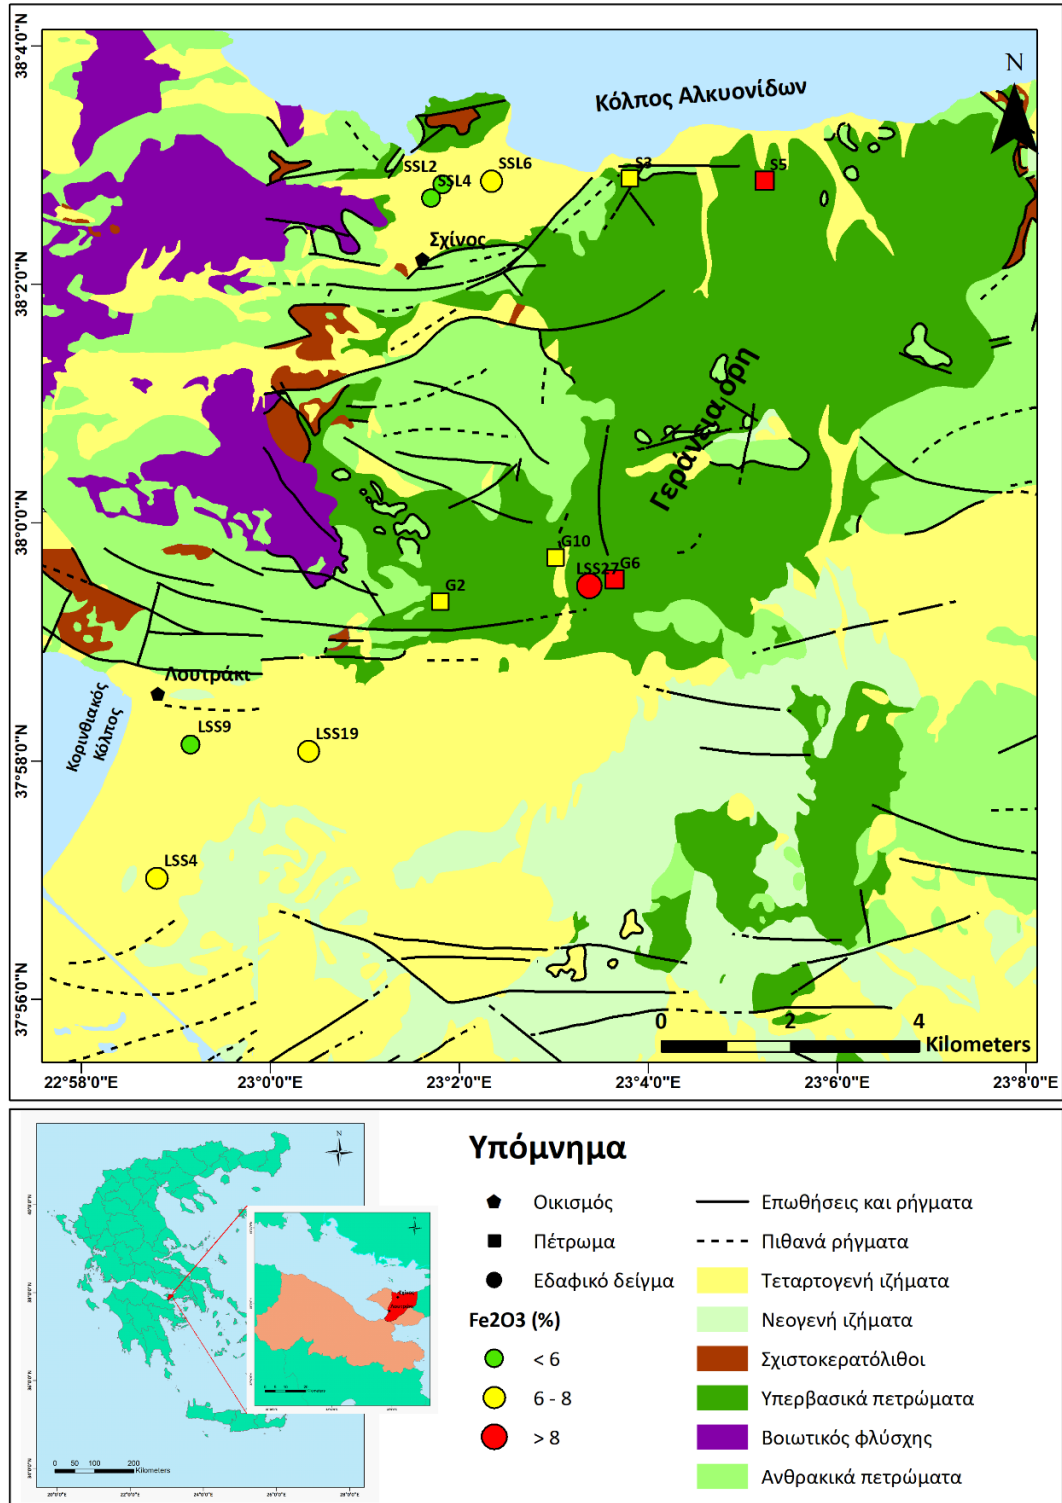 38°4'0"N
N
Κόλπος Αλκυονίδων
SSL2
SSL4
SSL6
S3
S5
Σχίνος
38°2'0"N
Γεράνεια όρη
38°0'0"N
G10
LSS27
G6
G2
Λουτράκι
Κορινθιακός
Κόλπος
LSS9
LSS19
37°58'0"N
LSS4
37°56'0"N
0 2 4
Kilometers
22°58'0"E 23°0'0"E 23°2'0"E 23°4'0"E 23°6'0"E 23°8'0"E
Υπόμνημα
Οικισμός
Πέτρωμα
Εδαφικό δείγμα
Fe2O3 (%)
< 6
6 - 8
> 8
Επωθήσεις και ρήγματα
Πιθανά ρήγματα
Τεταρτογενή ιζήματα
Νεογενή ιζήματα
Σχιστοκερατόλιθοι
Υπερβασικά πετρώματα
Βοιωτικός φλύσχης
Ανθρακικά πετρώματα
N
0 50 100 200
Kilometers